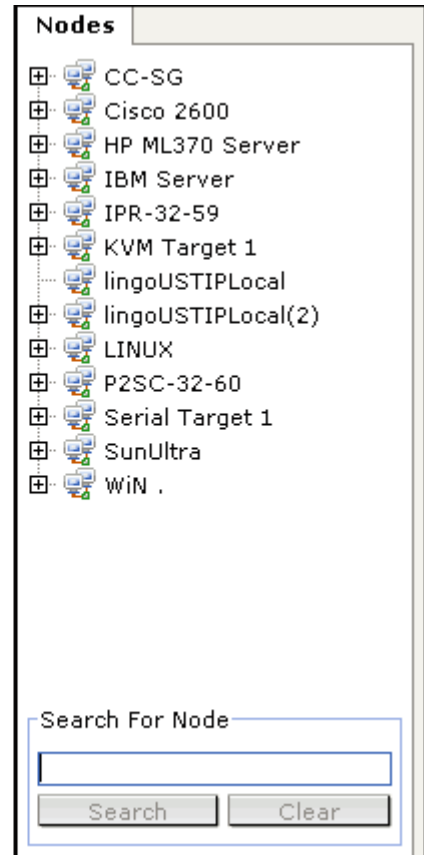 Nodes
CC-SG
Cisco 2600
HP ML370 Server
IBM Server
IPR-32-59
KVM Target 1
lingoUSTIPLocal
lingoUSTIPLocal(2)
LINUX
P2SC-32-60
Serial Target 1
SunUltra
WiN .
Search For Node
Search Clear